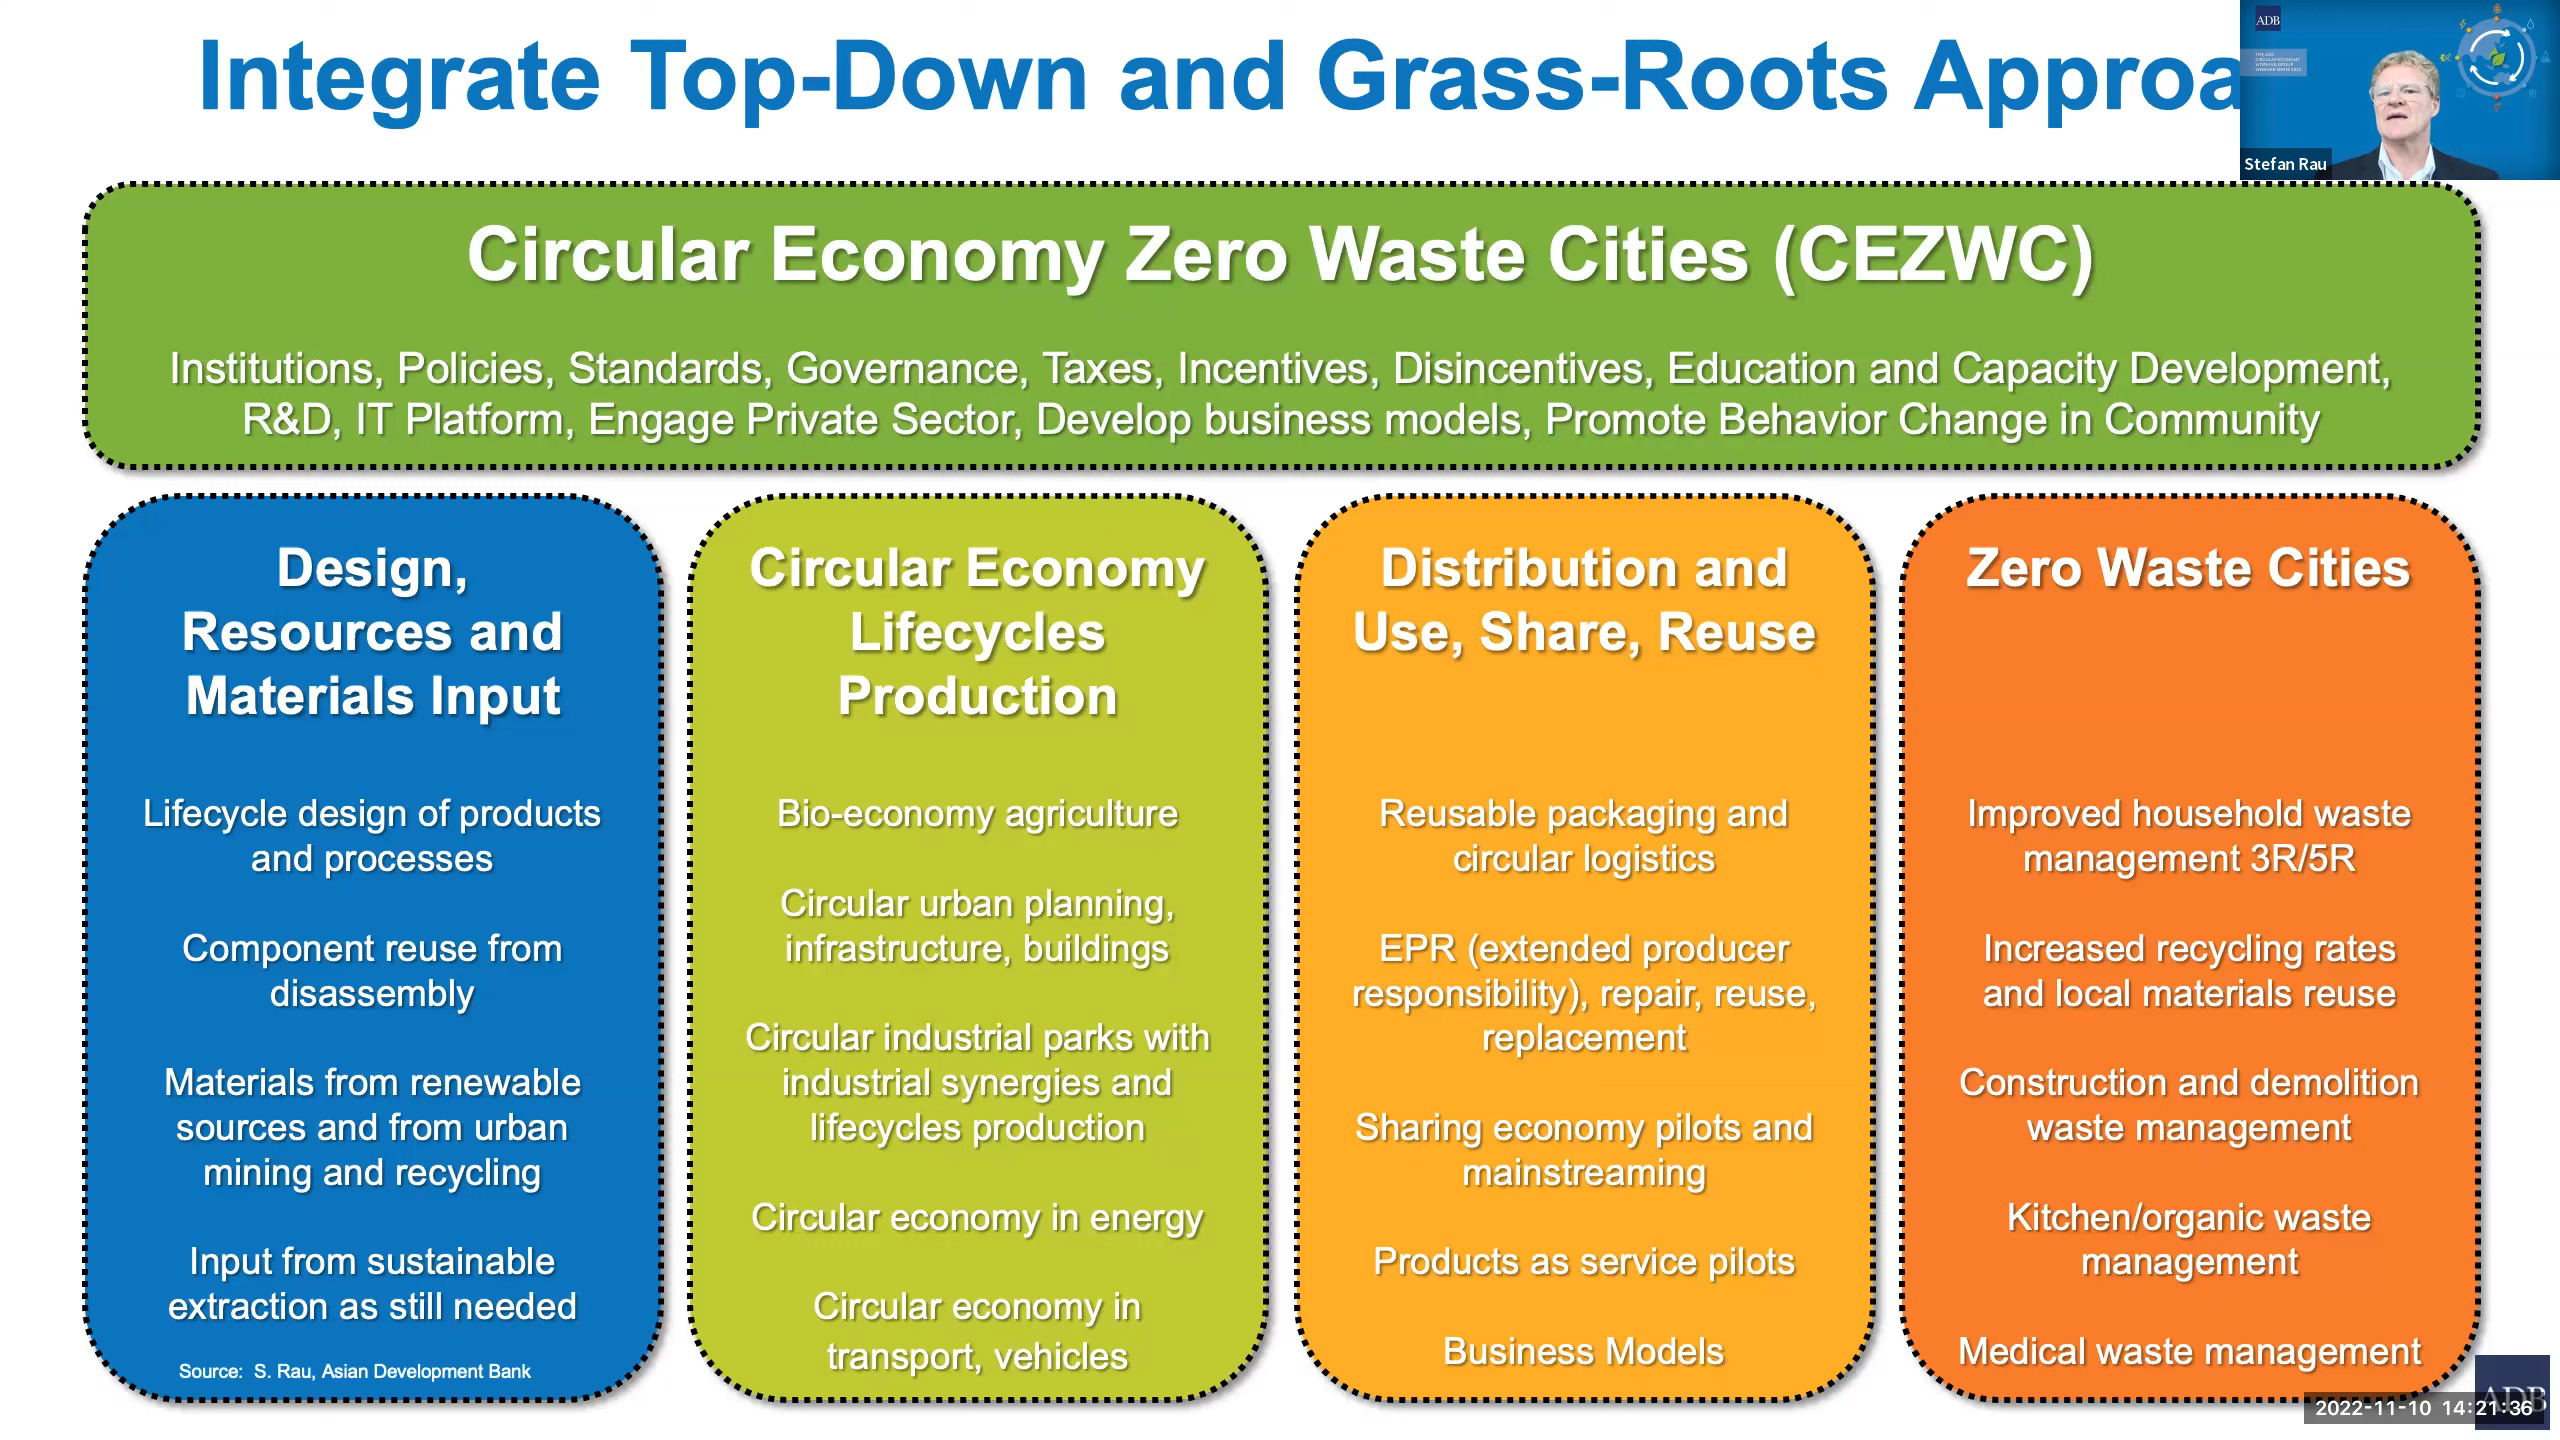 Integrate Top-Down and Grass-Roots Approa
ADB
Stefan Rau
Circular Economy Zero Waste Cities (CEZWC)
Institutions, Policies, Standards, Governance, Taxes, Incentives, Disincentives, Education and Capacity Development,
R&D, IT Platform, Engage Private Sector, Develop business models, Promote Behavior Change in Community
Design,
Resources and
Materials Input
Lifecycle design of products
and processes
Component reuse from
disassembly
Materials from renewable
sources and from urban
mining and recycling
Input from sustainable
extraction as still needed
Source: S. Rau, Asian Development Bank
Circular Economy
Lifecycles
Production
Bio-economy agriculture
Circular urban planning,
infrastructure, buildings
Circular industrial parks with
industrial synergies and
lifecycles production
Circular economy in energy
Circular economy in
transport, vehicles
Distribution and
Use, Share, Reuse
Reusable packaging and
circular logistics
EPR (extended producer
responsibility), repair, reuse,
replacement
Sharing economy pilots and
mainstreaming
Products as service pilots
Business Models
Zero Waste Cities
Improved household waste
management 3R/5R
Increased recycling rates
and local materials reuse
Construction and demolition
waste management
Kitchen/organic waste
management
Medical waste management
ADB
2022-11-10 14:21:36